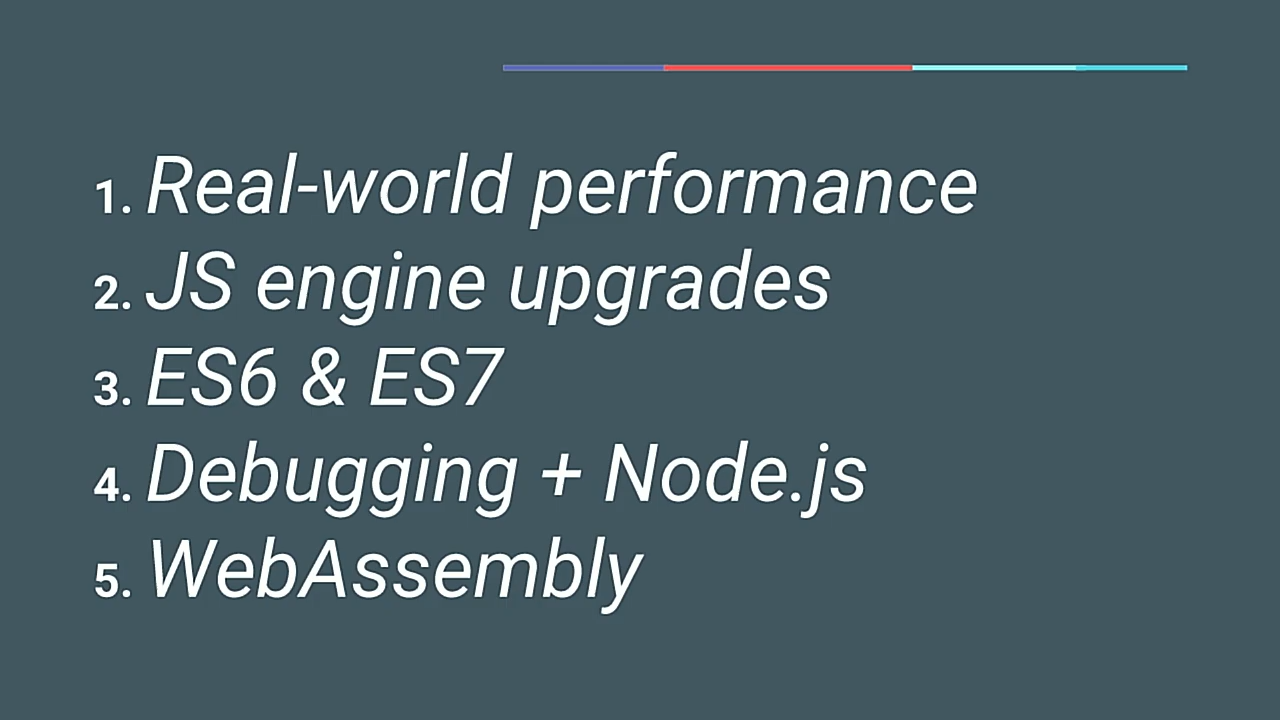 1. Real-world performance
2. JS engine upgrades
3. ES6 & ES7
4. Debugging + Node.js
5. WebAssembly